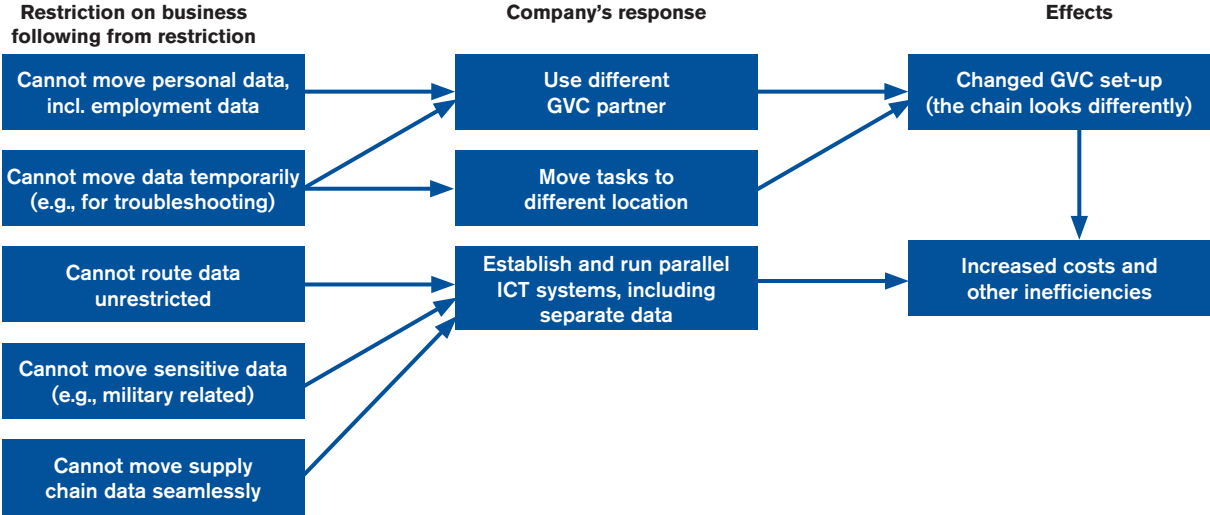 Restriction on business
following from restriction
Company's response
Effects
Cannot move personal data,
incl. employment data
Use different
GVC partner
Changed GVC set-up
(the chain looks differently)
Cannot move data temporarily
(e.g., for troubleshooting)
Move tasks to
different location
Cannot route data
unrestricted
Establish and run parallel
ICT systems, including
separate data
Increased costs and
other inefficiencies
Cannot move sensitive data
(e.g., military related)
Cannot move supply
chain data seamlessly